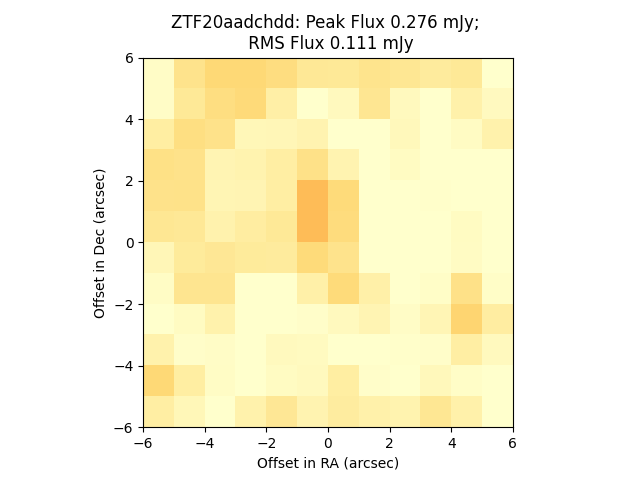 ZTF20aadchdd: Peak Flux 0.276 mJy;
RMS Flux 0.111 mJy
6
4
2
0
−2
−4
−6
Offset in Dec (arcsec)
−6 −4 −2 0 2 4 6
Offset in RA (arcsec)